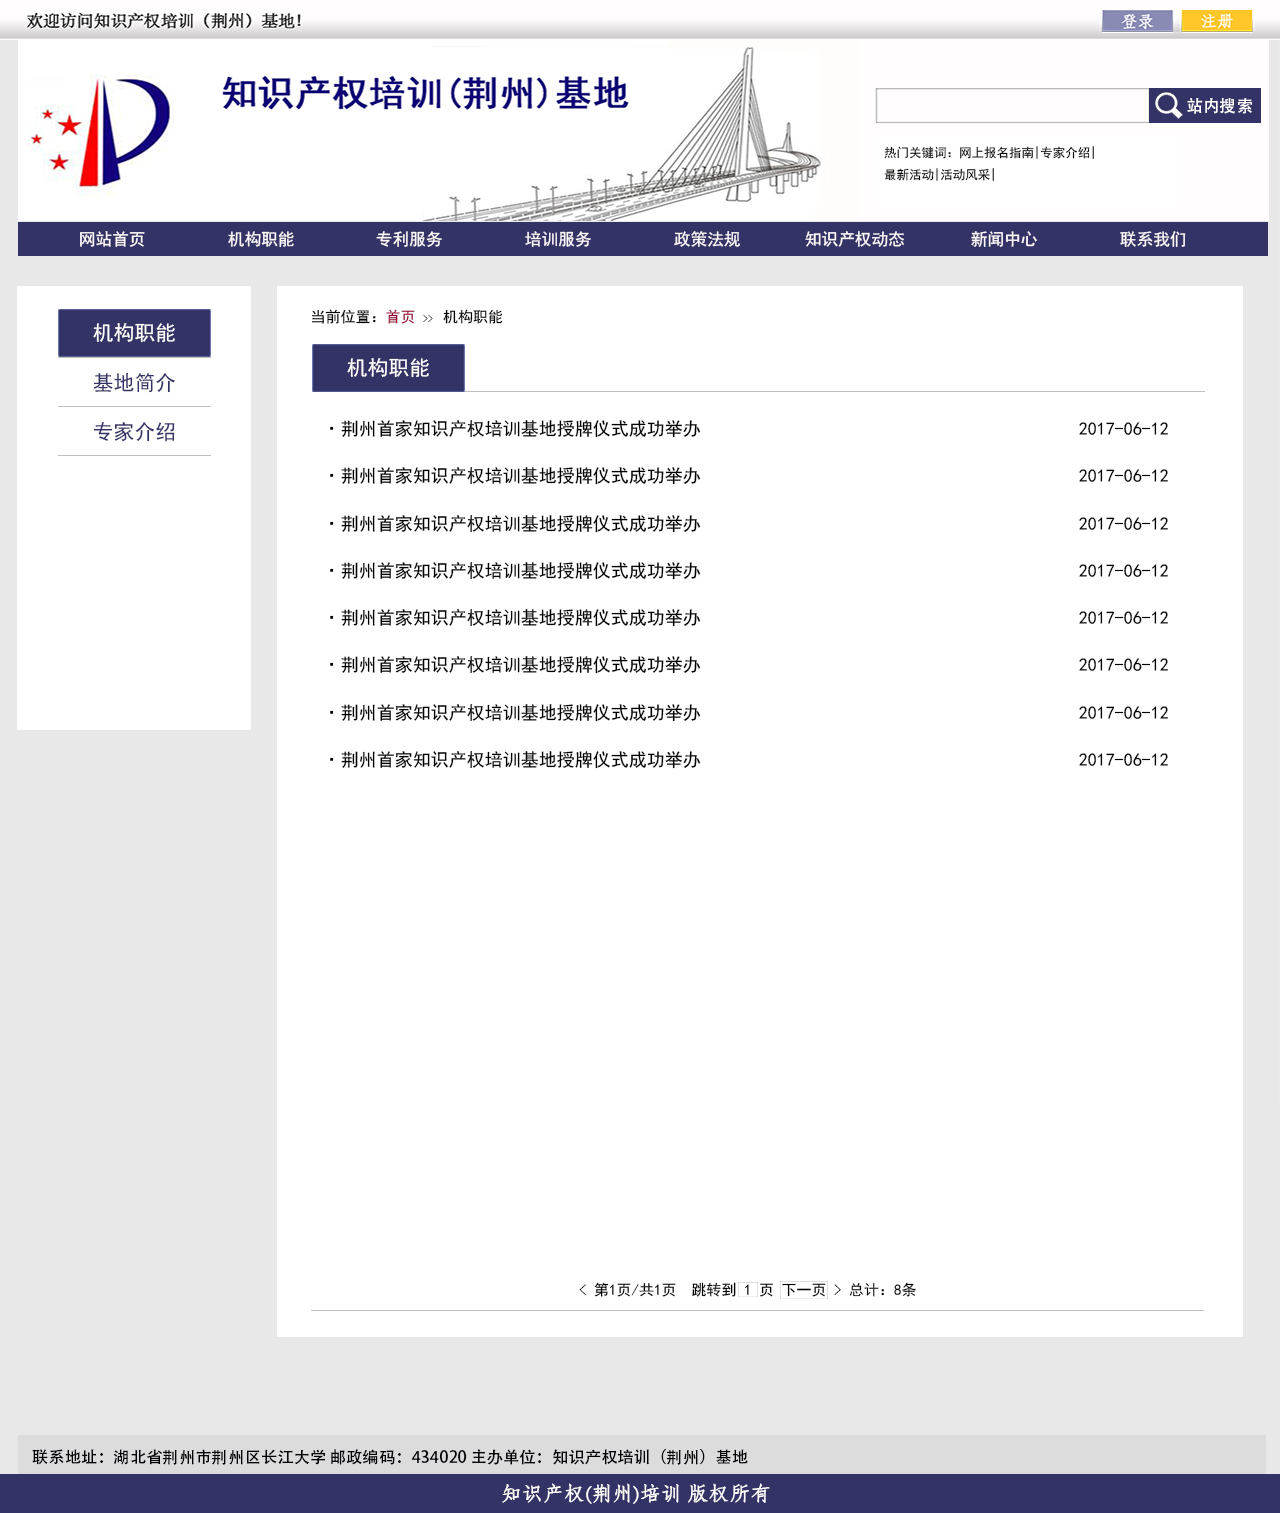 欢迎访问知识产权培训（荆州）基地！
登录 注册
知识产权培训(荆州)基地
站内搜索
热门关键词：网上报名指南|专家介绍|
最新活动|活动风采|
网站首页 机构职能 专利服务 培训服务 政策法规 知识产权动态 新闻中心 联系我们
机构职能
基地简介
专家介绍
当前位置：首页 >> 机构职能
机构职能
· 荆州首家知识产权培训基地授牌仪式成功举办 2017-06-12
· 荆州首家知识产权培训基地授牌仪式成功举办 2017-06-12
· 荆州首家知识产权培训基地授牌仪式成功举办 2017-06-12
· 荆州首家知识产权培训基地授牌仪式成功举办 2017-06-12
· 荆州首家知识产权培训基地授牌仪式成功举办 2017-06-12
· 荆州首家知识产权培训基地授牌仪式成功举办 2017-06-12
· 荆州首家知识产权培训基地授牌仪式成功举办 2017-06-12
· 荆州首家知识产权培训基地授牌仪式成功举办 2017-06-12
< 第1页/共1页 跳转到 1 页 下一页 > 总计：8条
联系地址：湖北省荆州市荆州区长江大学 邮政编码：434020 主办单位：知识产权培训（荆州）基地
知识产权(荆州)培训 版权所有